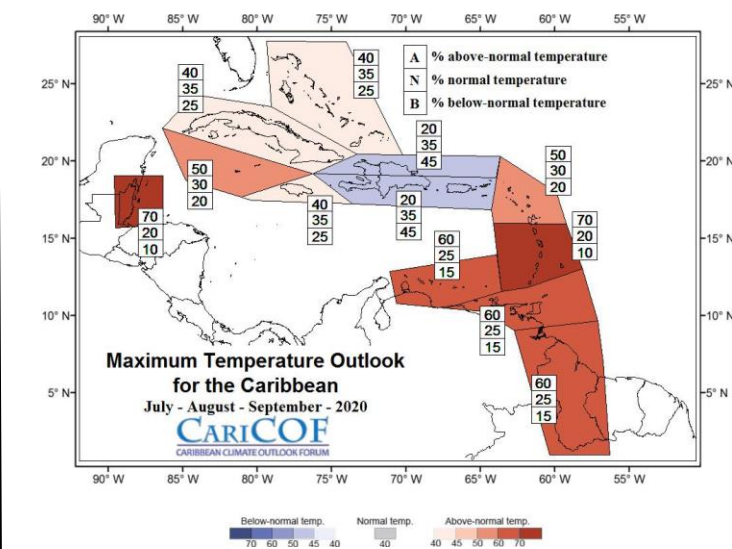 90° W 85° W 80° W 75° W 70° W 65° W 60° W 55° W
A % above-normal temperature
N % normal temperature
B % below-normal temperature
25° N 25° N
20° N 20° N
15° N 15° N
10° N 10° N
5° N 5° N
40
35
25
40
35
25
20
35
45
50
30
20
50
30
20
70
20
10
40
35
25
20
35
45
70
20
10
60
25
15
60
25
15
60
25
15
Maximum Temperature Outlook
for the Caribbean
July - August - September - 2020
CARICOF
CARIBBEAN CLIMATE OUTLOOK FORUM
90° W 85° W 80° W 75° W 70° W 65° W 60° W 55° W
Below-normal temp. Normal temp. Above-normal temp.
70 60 50 45 40 40 40 45 50 60 70